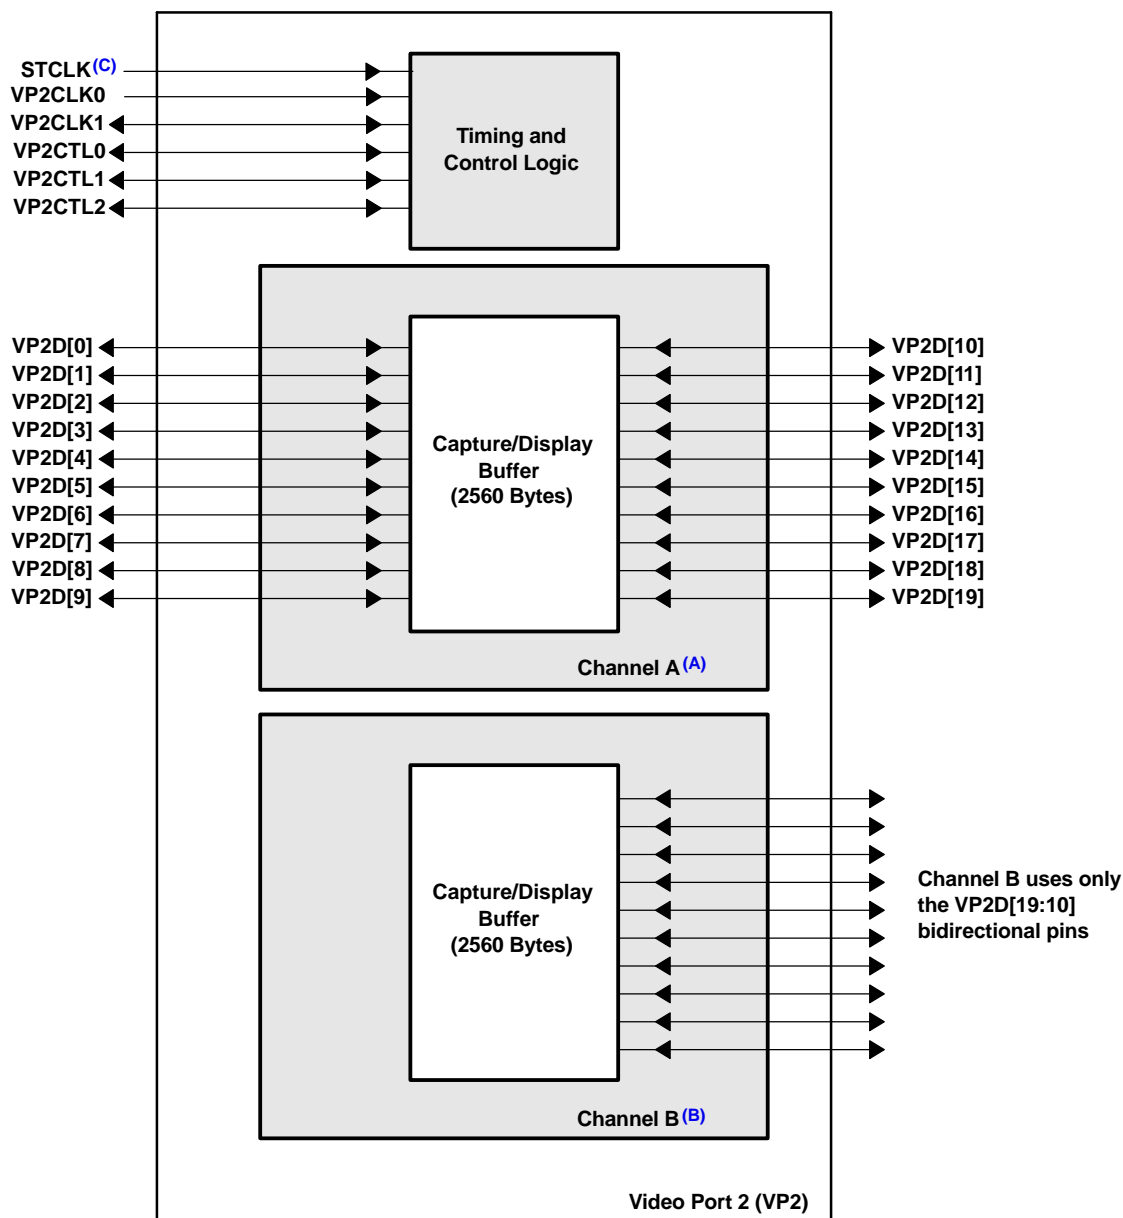 STCLK(C)
VP2CLK0
VP2CLK1
VP2CTL0
VP2CTL1
VP2CTL2
Timing and
Control Logic
VP2D[0]
VP2D[1]
VP2D[2]
VP2D[3]
VP2D[4]
VP2D[5]
VP2D[6]
VP2D[7]
VP2D[8]
VP2D[9]
Capture/Display
Buffer
(2560 Bytes)
VP2D[10]
VP2D[11]
VP2D[12]
VP2D[13]
VP2D[14]
VP2D[15]
VP2D[16]
VP2D[17]
VP2D[18]
VP2D[19]
Channel A(A)
Capture/Display
Buffer
(2560 Bytes)
Channel B uses only
the VP2D[19:10]
bidirectional pins
Channel B(B)
Video Port 2 (VP2)